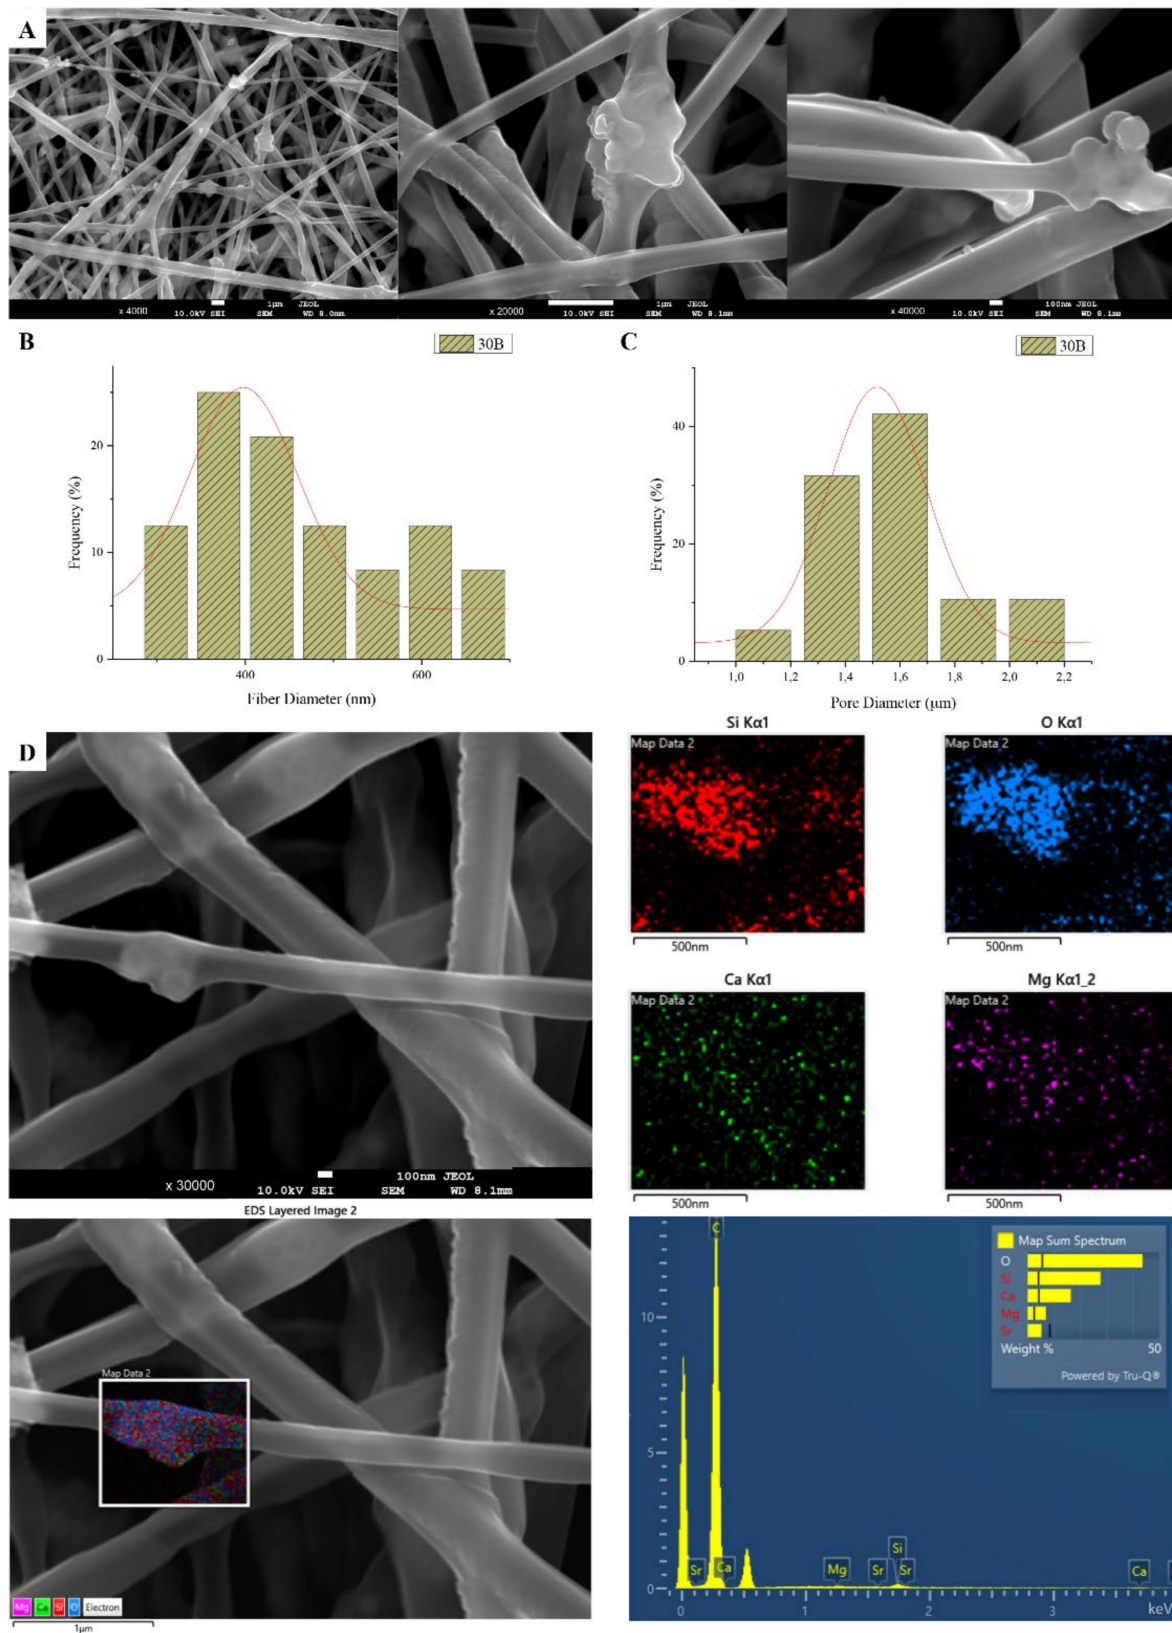 A
x 4000 1µm JEOL
10.0kV SEI SEM WD 8.0mm
x 20000 1µm JEOL
10.0kV SEI SEM WD 8.1mm
x 40000 100nm JEOL
10.0kV SEI SEM WD 8.1mm
B
30B
20
10
0
Frequency (%)
400 600
Fiber Diameter (nm)
C
30B
40
20
0
Frequency (%)
1,0 1,2 1,4 1,6 1,8 2,0 2,2
Pore Diameter (µm)
D
x 30000 100nm JEOL
10.0kV SEI SEM WD 8.1mm
Si Kα1
Map Data 2
500nm
O Kα1
Map Data 2
500nm
Ca Kα1
Map Data 2
500nm
Mg Kα1_2
Map Data 2
500nm
EDS Layered Image 2
Map Data 2
Mg Ca Si O Electron
1µm
C
Map Sum Spectrum
O
Si
Ca
Mg
Sr
Weight % 50
Powered by Tru-Q®
10
5
0
Sr Ca Mg Sr Si Sr Ca
0 1 2 3 keV